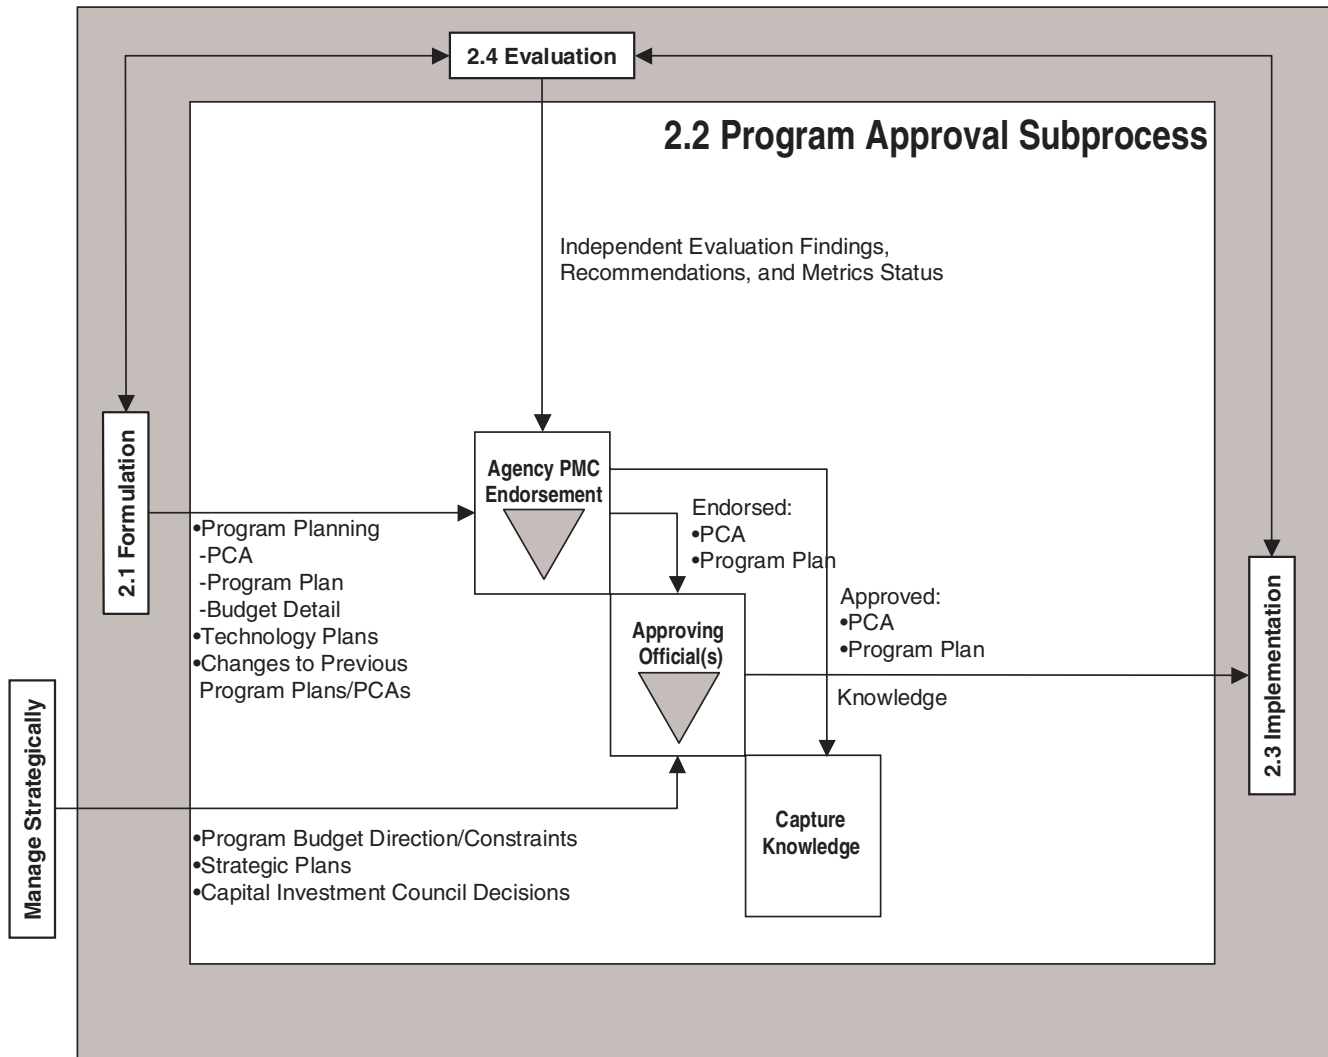 2.4 Evaluation
2.2 Program Approval Subprocess
Independent Evaluation Findings,
Recommendations, and Metrics Status
2.1 Formulation
Agency PMC
Endorsement
•Program Planning
-PCA
-Program Plan
-Budget Detail
•Technology Plans
•Changes to Previous
Program Plans/PCAs
Endorsed:
•PCA
•Program Plan
Approving
Official(s)
Approved:
•PCA
•Program Plan
Knowledge
2.3 Implementation
Manage Strategically
•Program Budget Direction/Constraints
•Strategic Plans
•Capital Investment Council Decisions
Capture
Knowledge